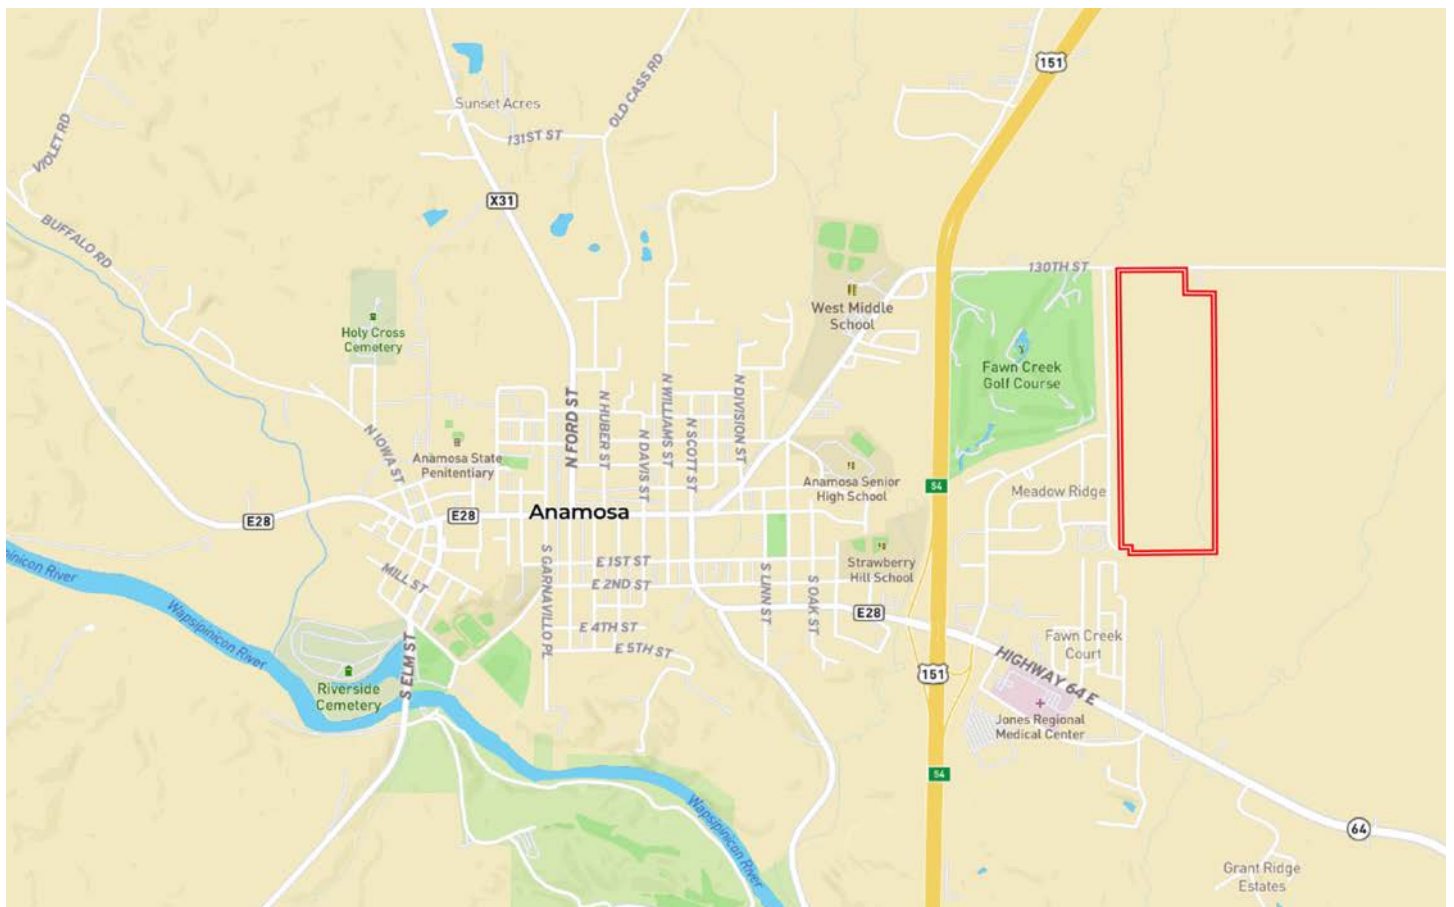 151
Sunset Acres
OLD CASS RD
131ST ST
VIOLET RD
X31
BUFFALO RD
130TH ST
West Middle
School
Holy Cross
Cemetery
Fawn Creek
Golf Course
N FORD ST
N HUBER ST
N DAVIS ST
N WILLIAMS ST
N SCOTT ST
N DIVISION ST
N IOWA ST
Anamosa State
Penitentiary
Anamosa Senior
High School
54
Meadow Ridge
E28
E28
Anamosa
Strawberry
Hill School
E 1ST ST
E 2ND ST
S GARNAVILLO PL
MILL ST
S LINN ST
S OAK ST
E28
pinicon River
Wapsipinicon River
E 4TH ST
E 5TH ST
Fawn Creek
Court
HIGHWAY 64 E
151
S ELM ST
Riverside
Cemetery
Jones Regional
Medical Center
54
Wapsipinicon River
64
Grant Ridge
Estates